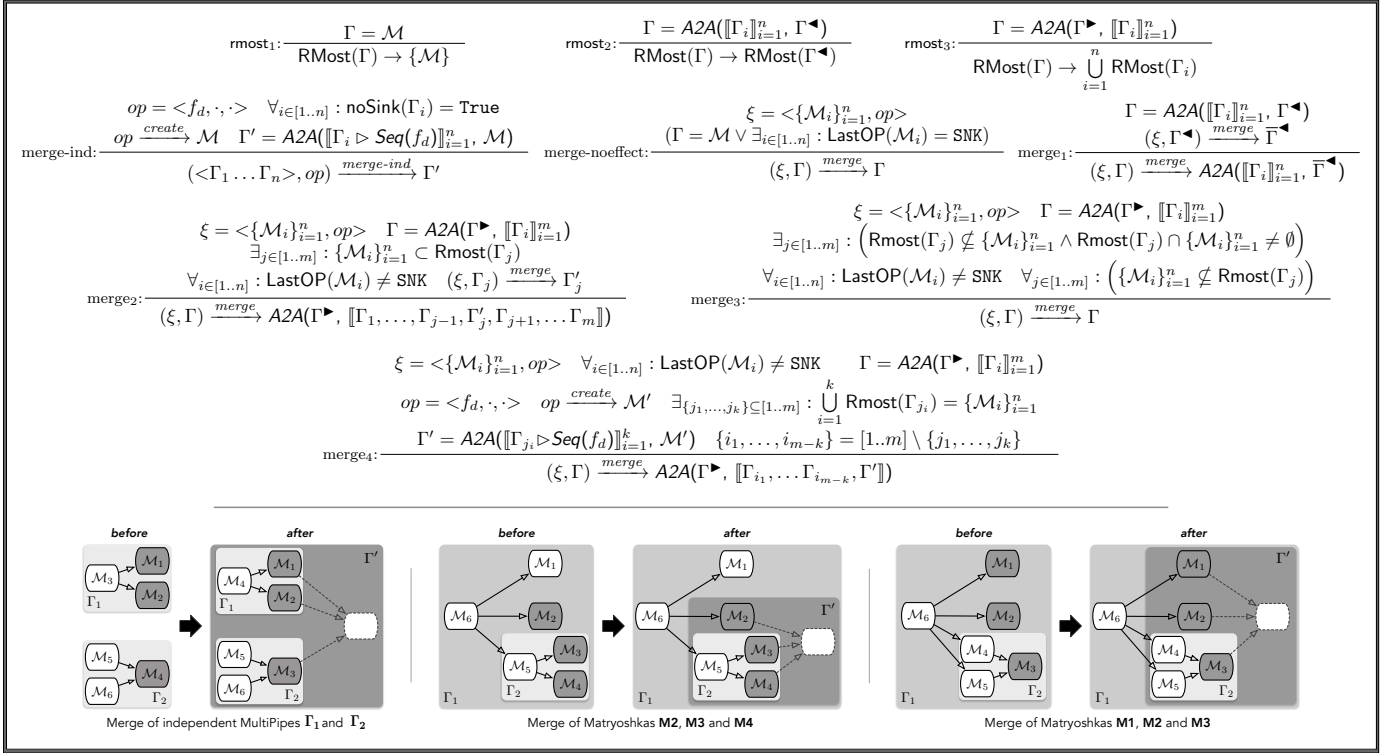 rmost₁: Γ = ℳ / RMost(Γ) → {ℳ}
rmost₂: Γ = A2A(⟦Γᵢ⟧ⁿᵢ₌₁, Γ◄) / RMost(Γ) → RMost(Γ◄)
rmost₃: Γ = A2A(Γ►, ⟦Γᵢ⟧ⁿᵢ₌₁) / RMost(Γ) → ⋃ⁿᵢ₌₁ RMost(Γᵢ)
op = <f_d, ·, ·> ∀_{i∈[1..n]} : noSink(Γᵢ) = True
op —create→ ℳ Γ′ = A2A(⟦Γᵢ ▷ Seq(f_d)⟧ⁿᵢ₌₁, ℳ)
merge-ind:
(<Γ₁ … Γₙ>, op) —merge-ind→ Γ′
ξ = <{ℳᵢ}ⁿᵢ₌₁, op>
(Γ = ℳ ∨ ∃_{i∈[1..n]} : LastOP(ℳᵢ) = SNK)
merge-noeffect:
(ξ, Γ) —merge→ Γ
Γ = A2A(⟦Γᵢ⟧ⁿᵢ₌₁, Γ◄)
(ξ, Γ◄) —merge→ Γ̅◄
merge₁:
(ξ, Γ) —merge→ A2A(⟦Γᵢ⟧ⁿᵢ₌₁, Γ̅◄)
ξ = <{ℳᵢ}ⁿᵢ₌₁, op> Γ = A2A(Γ►, ⟦Γᵢ⟧ᵐᵢ₌₁)
∃_{j∈[1..m]} : {ℳᵢ}ⁿᵢ₌₁ ⊂ Rmost(Γⱼ)
∀_{i∈[1..n]} : LastOP(ℳᵢ) ≠ SNK (ξ, Γⱼ) —merge→ Γ′ⱼ
merge₂:
(ξ, Γ) —merge→ A2A(Γ►, ⟦Γ₁, …, Γⱼ₋₁, Γ′ⱼ, Γⱼ₊₁, … Γₘ⟧)
ξ = <{ℳᵢ}ⁿᵢ₌₁, op> Γ = A2A(Γ►, ⟦Γᵢ⟧ᵐᵢ₌₁)
∃_{j∈[1..m]} : (Rmost(Γⱼ) ⊈ {ℳᵢ}ⁿᵢ₌₁ ∧ Rmost(Γⱼ) ∩ {ℳᵢ}ⁿᵢ₌₁ ≠ ∅)
∀_{i∈[1..n]} : LastOP(ℳᵢ) ≠ SNK ∀_{j∈[1..m]} : ({ℳᵢ}ⁿᵢ₌₁ ⊈ Rmost(Γⱼ))
merge₃:
(ξ, Γ) —merge→ Γ
ξ = <{ℳᵢ}ⁿᵢ₌₁, op> ∀_{i∈[1..n]} : LastOP(ℳᵢ) ≠ SNK Γ = A2A(Γ►, ⟦Γᵢ⟧ᵐᵢ₌₁)
op = <f_d, ·, ·> op —create→ ℳ′ ∃_{{j₁,…,jₖ}⊆[1..m]} : ⋃ᵏᵢ₌₁ Rmost(Γ_{jᵢ}) = {ℳᵢ}ⁿᵢ₌₁
Γ′ = A2A(⟦Γ_{jᵢ} ▷ Seq(f_d)⟧ᵏᵢ₌₁, ℳ′) {i₁, …, iₘ₋ₖ} = [1..m] \ {j₁, …, jₖ}
merge₄:
(ξ, Γ) —merge→ A2A(Γ►, ⟦Γ_{i₁}, … Γ_{iₘ₋ₖ}, Γ′⟧)
before
after
ℳ₁
ℳ₃
ℳ₂
Γ₁
ℳ₅
ℳ₄
ℳ₆
Γ₂
Γ′
ℳ₁
ℳ₄
ℳ₂
Γ₁
ℳ₅
ℳ₃
ℳ₆
Γ₂
Merge of independent MultiPipes Γ₁ and Γ₂
before
after
ℳ₁
ℳ₆
ℳ₂
ℳ₃
ℳ₅
ℳ₄
Γ₂
Γ₁
ℳ₁
Γ′
ℳ₆
ℳ₂
ℳ₃
ℳ₅
ℳ₄
Γ₂
Γ₁
Merge of Matryoshkas M2, M3 and M4
before
after
ℳ₁
ℳ₆
ℳ₂
ℳ₄
ℳ₃
ℳ₅
Γ₂
Γ₁
Γ′
ℳ₁
ℳ₆
ℳ₂
ℳ₄
ℳ₃
ℳ₅
Γ₂
Γ₁
Merge of Matryoshkas M1, M2 and M3